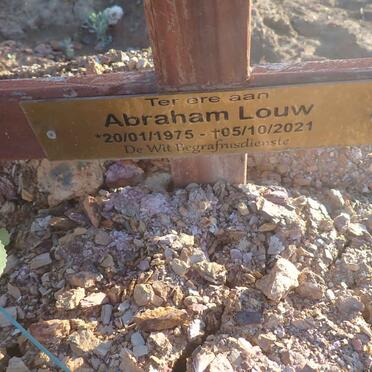 Ter ere aan
Abraham Louw
*20/01/1975 - †05/10/2021
De Wit Begrafnisdienste